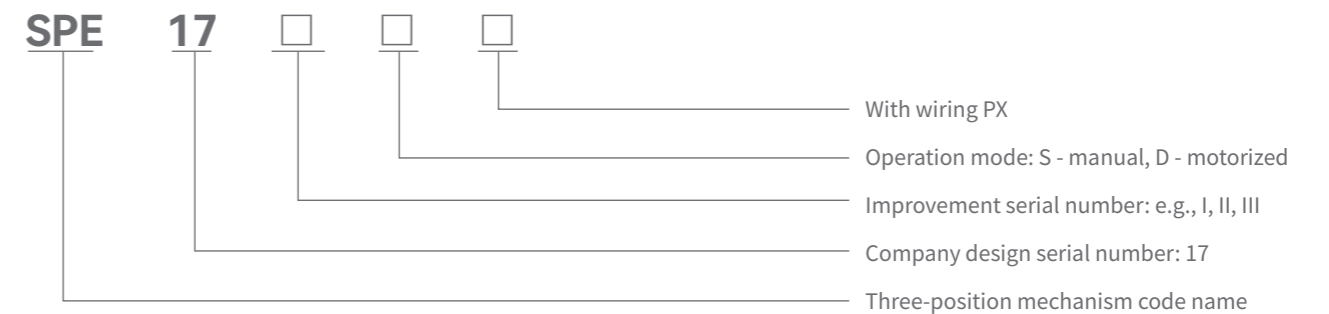 SPE 17 □ □ □
With wiring PX
Operation mode: S - manual, D - motorized
Improvement serial number: e.g., I, II, III
Company design serial number: 17
Three-position mechanism code name